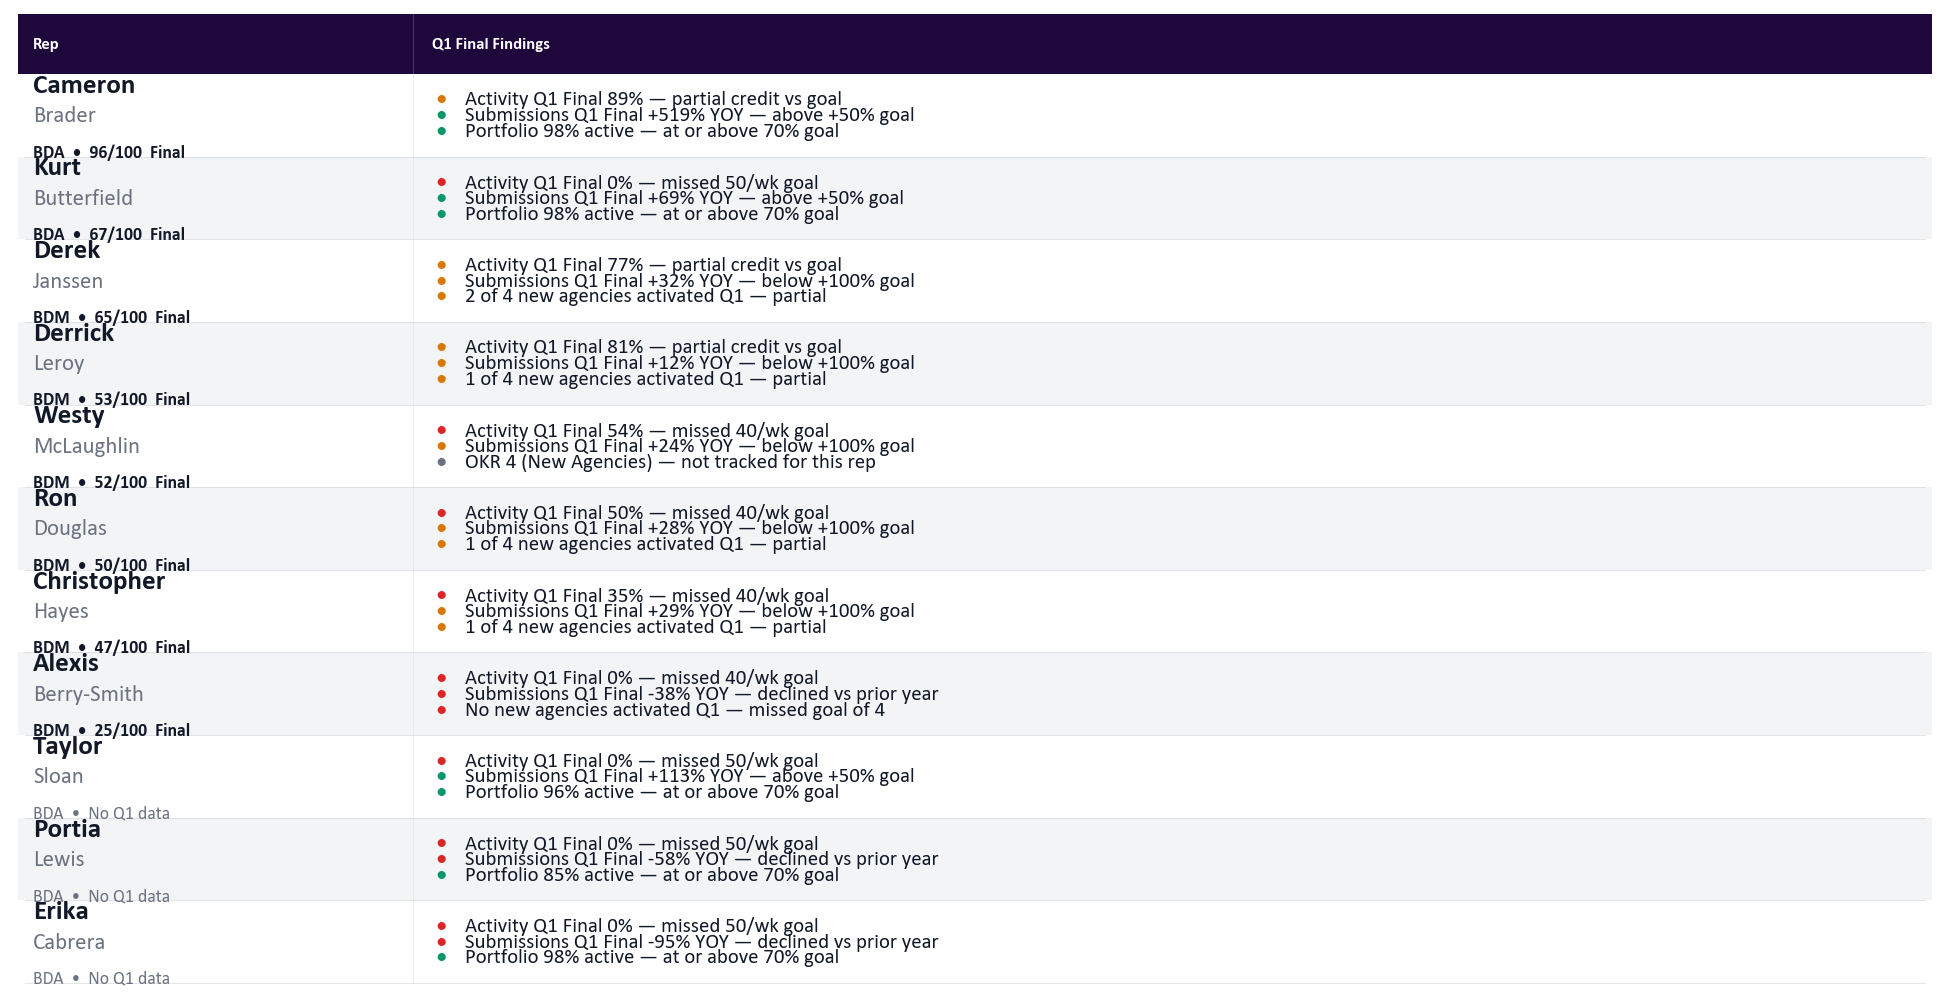 Rep
Q1 Final Findings
Cameron
Brader
BDA • 96/100 Final
Activity Q1 Final 89% — partial credit vs goal
Submissions Q1 Final +519% YOY — above +50% goal
Portfolio 98% active — at or above 70% goal
Kurt
Butterfield
BDA • 67/100 Final
Activity Q1 Final 0% — missed 50/wk goal
Submissions Q1 Final +69% YOY — above +50% goal
Portfolio 98% active — at or above 70% goal
Derek
Janssen
BDM • 65/100 Final
Activity Q1 Final 77% — partial credit vs goal
Submissions Q1 Final +32% YOY — below +100% goal
2 of 4 new agencies activated Q1 — partial
Derrick
Leroy
BDM • 53/100 Final
Activity Q1 Final 81% — partial credit vs goal
Submissions Q1 Final +12% YOY — below +100% goal
1 of 4 new agencies activated Q1 — partial
Westy
McLaughlin
BDM • 52/100 Final
Activity Q1 Final 54% — missed 40/wk goal
Submissions Q1 Final +24% YOY — below +100% goal
OKR 4 (New Agencies) — not tracked for this rep
Ron
Douglas
BDM • 50/100 Final
Activity Q1 Final 50% — missed 40/wk goal
Submissions Q1 Final +28% YOY — below +100% goal
1 of 4 new agencies activated Q1 — partial
Christopher
Hayes
BDM • 47/100 Final
Activity Q1 Final 35% — missed 40/wk goal
Submissions Q1 Final +29% YOY — below +100% goal
1 of 4 new agencies activated Q1 — partial
Alexis
Berry-Smith
BDM • 25/100 Final
Activity Q1 Final 0% — missed 40/wk goal
Submissions Q1 Final -38% YOY — declined vs prior year
No new agencies activated Q1 — missed goal of 4
Taylor
Sloan
BDA • No Q1 data
Activity Q1 Final 0% — missed 50/wk goal
Submissions Q1 Final +113% YOY — above +50% goal
Portfolio 96% active — at or above 70% goal
Portia
Lewis
BDA • No Q1 data
Activity Q1 Final 0% — missed 50/wk goal
Submissions Q1 Final -58% YOY — declined vs prior year
Portfolio 85% active — at or above 70% goal
Erika
Cabrera
BDA • No Q1 data
Activity Q1 Final 0% — missed 50/wk goal
Submissions Q1 Final -95% YOY — declined vs prior year
Portfolio 98% active — at or above 70% goal